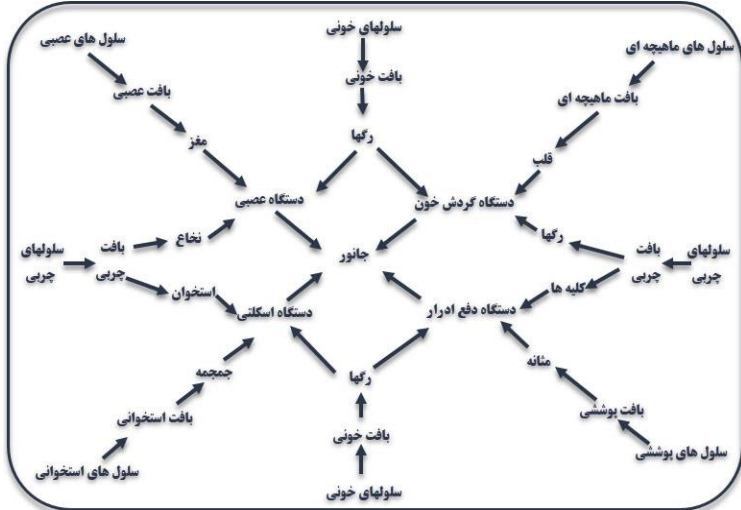 سلولهای خونی
سلول های ماهیچه ای
سلول های عصبی
بافت خونی
بافت ماهیچه ای
بافت عصبی
رگها
قلب
مغز
دستگاه گردش خون
دستگاه عصبی
رگها
نخاع
سلولهای
چربی
بافت
چربی
جانور
بافت
چربی
سلولهای
چربی
کلیه ها
استخوان
دستگاه دفع ادرار
دستگاه اسکلتی
مثانه
رگها
جمجمه
بافت پوششی
بافت خونی
بافت استخوانی
سلول های پوششی
سلول های استخوانی
سلولهای خونی